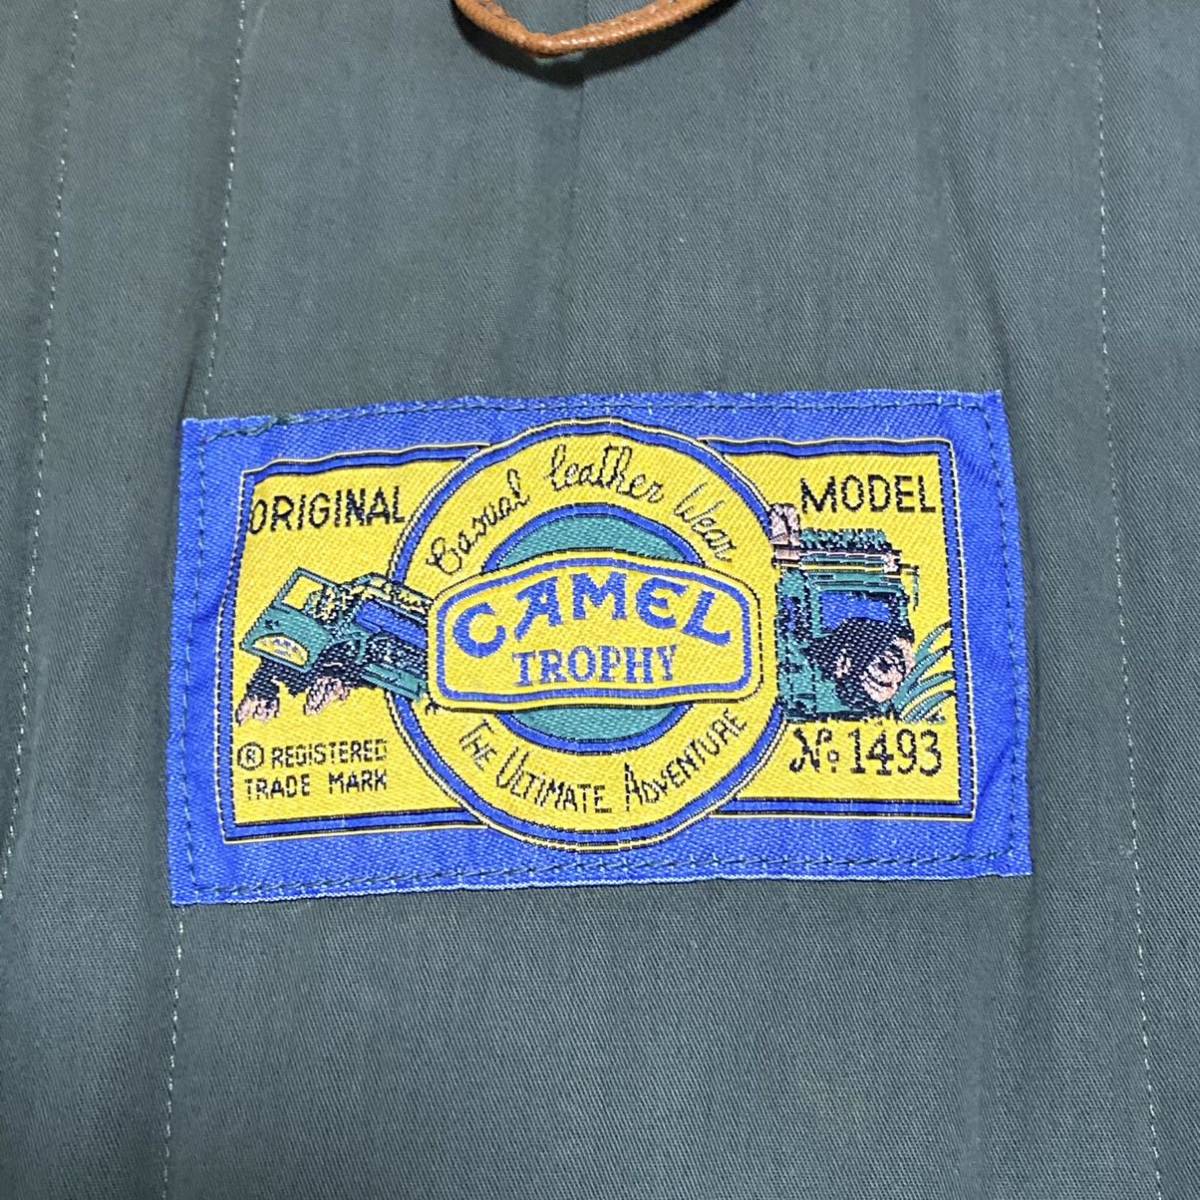 ORIGINAL
Casual leather Wear
MODEL
CAMEL
TROPHY
® REGISTERED
TRADE MARK
THE ULTIMATE ADVENTURE
No 1493